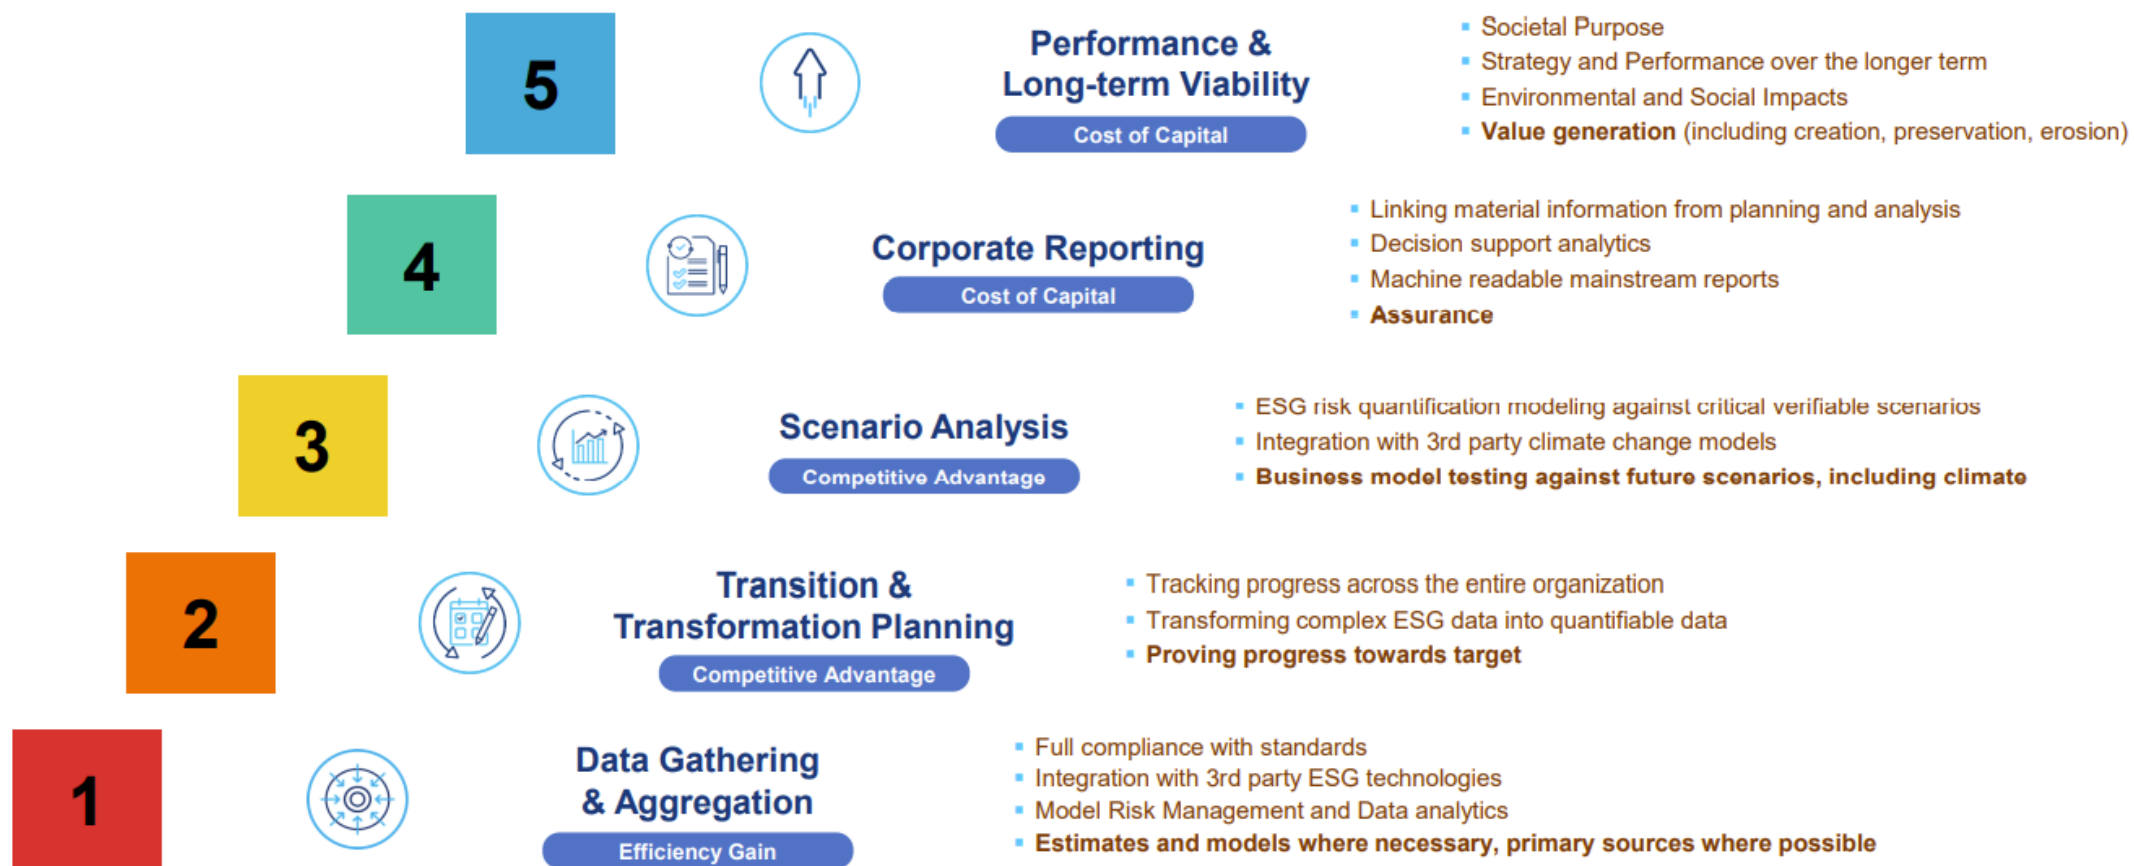 5
Performance &
Long-term Viability
Cost of Capital
Societal Purpose
Strategy and Performance over the longer term
Environmental and Social Impacts
Value generation (including creation, preservation, erosion)
4
Corporate Reporting
Cost of Capital
Linking material information from planning and analysis
Decision support analytics
Machine readable mainstream reports
Assurance
3
Scenario Analysis
Competitive Advantage
ESG risk quantification modeling against critical verifiable scenarios
Integration with 3rd party climate change models
Business model testing against future scenarios, including climate
2
Transition &
Transformation Planning
Competitive Advantage
Tracking progress across the entire organization
Transforming complex ESG data into quantifiable data
Proving progress towards target
1
Data Gathering
& Aggregation
Efficiency Gain
Full compliance with standards
Integration with 3rd party ESG technologies
Model Risk Management and Data analytics
Estimates and models where necessary, primary sources where possible